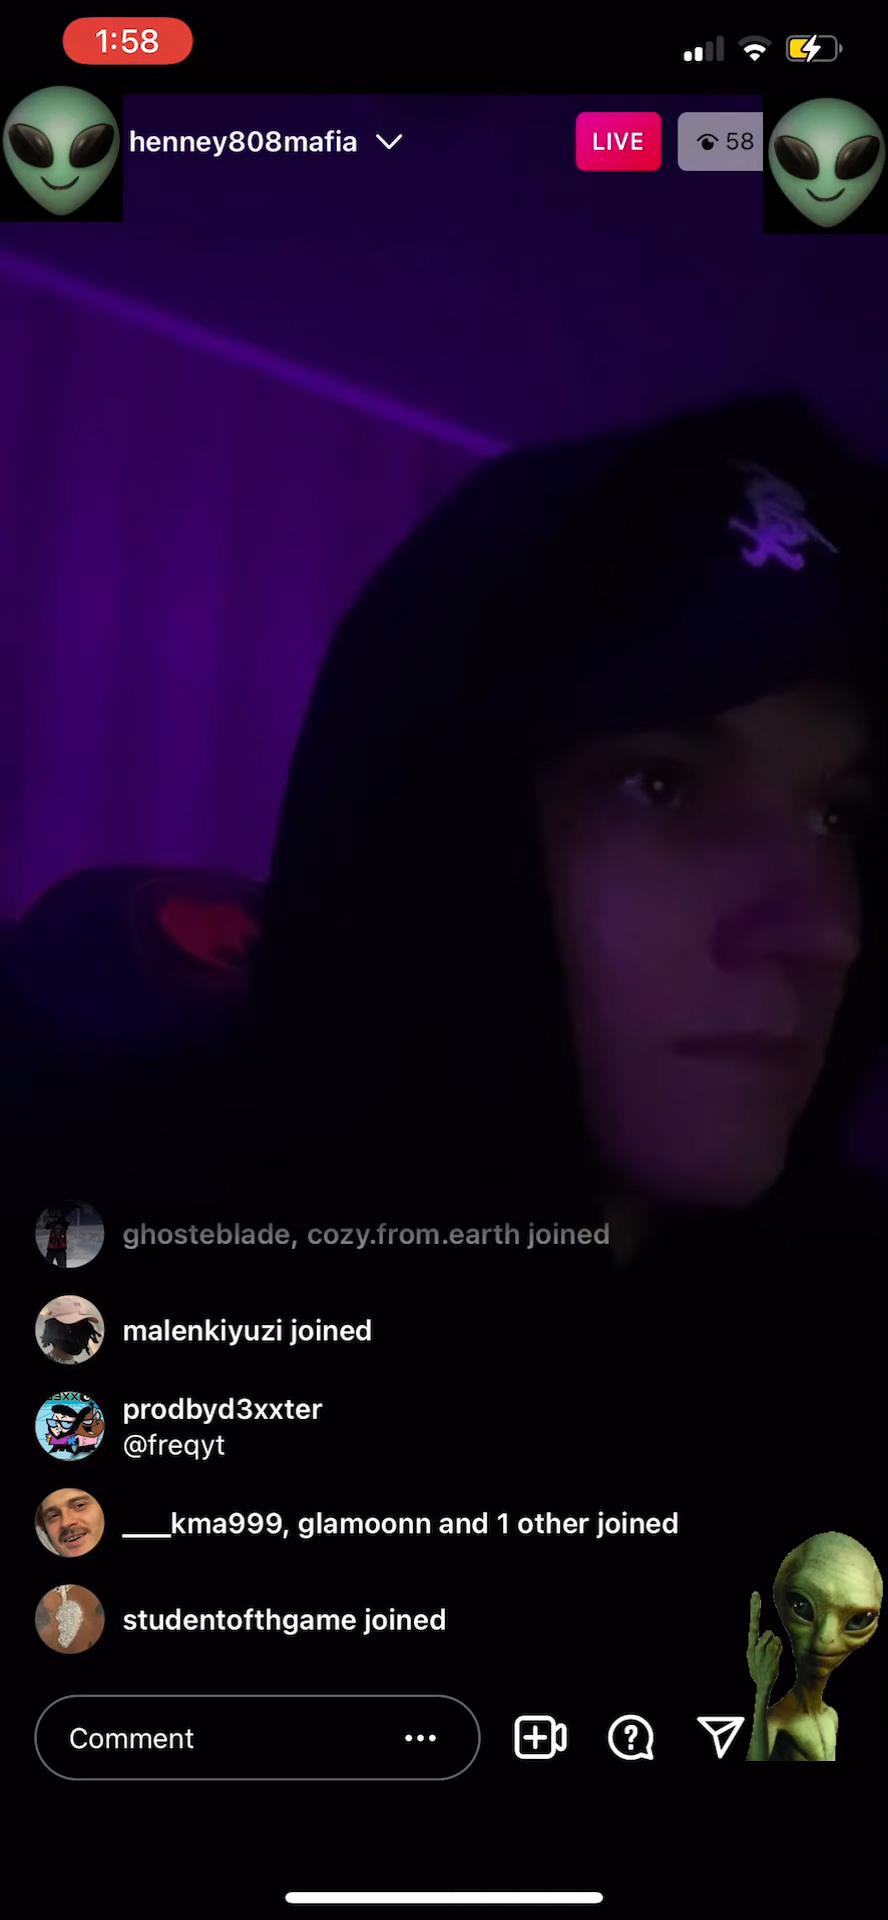 1:58
henney808mafia
LIVE
58
ghosteblade, cozy.from.earth joined
malenkiyuzi joined
prodbyd3xxter
@freqyt
____kma999, glamoonn and 1 other joined
studentofthgame joined
Comment